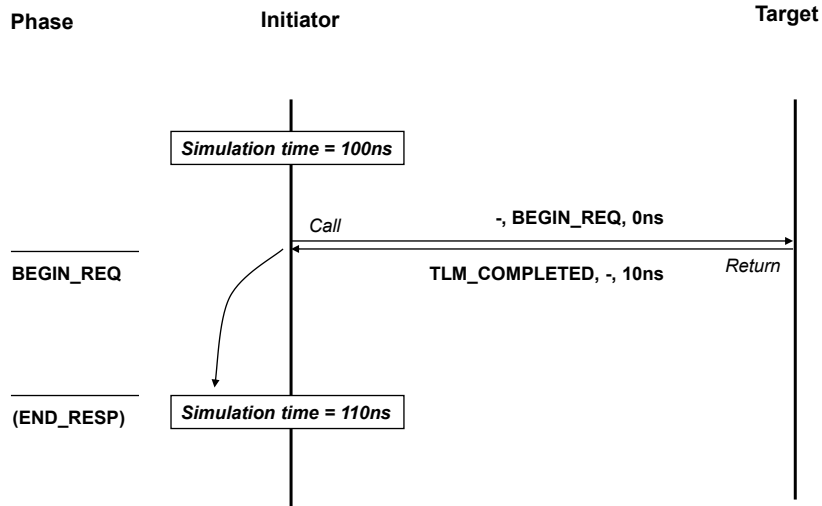 Phase Initiator Target
Simulation time = 100ns
Call -, BEGIN_REQ, 0ns
BEGIN_REQ TLM_COMPLETED, -, 10ns Return
(END_RESP) Simulation time = 110ns